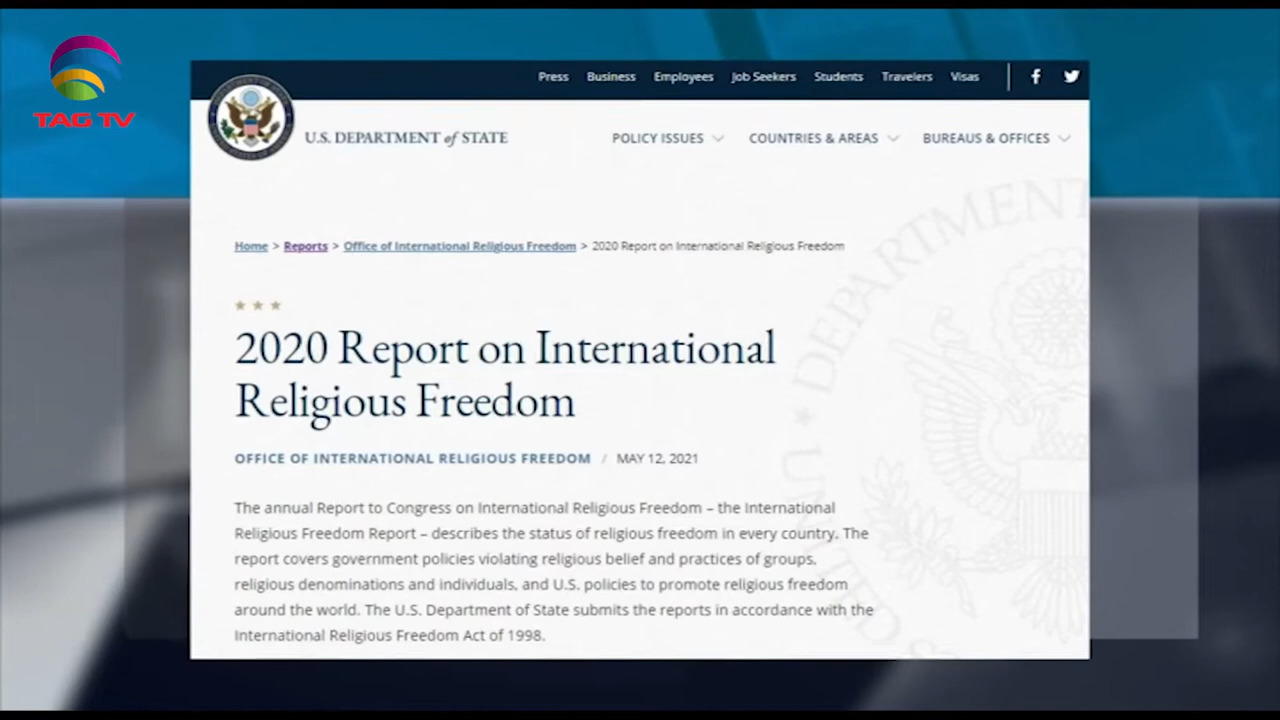 TAG TV
Press Business Employees Job Seekers Students Travelers Visas
U.S. DEPARTMENT of STATE
POLICY ISSUES COUNTRIES & AREAS BUREAUS & OFFICES
Home > Reports > Office of International Religious Freedom > 2020 Report on International Religious Freedom
2020 Report on International
Religious Freedom
OFFICE OF INTERNATIONAL RELIGIOUS FREEDOM / MAY 12, 2021
The annual Report to Congress on International Religious Freedom – the International
Religious Freedom Report – describes the status of religious freedom in every country. The
report covers government policies violating religious belief and practices of groups,
religious denominations and individuals, and U.S. policies to promote religious freedom
around the world. The U.S. Department of State submits the reports in accordance with the
International Religious Freedom Act of 1998.
DEPARTMENT